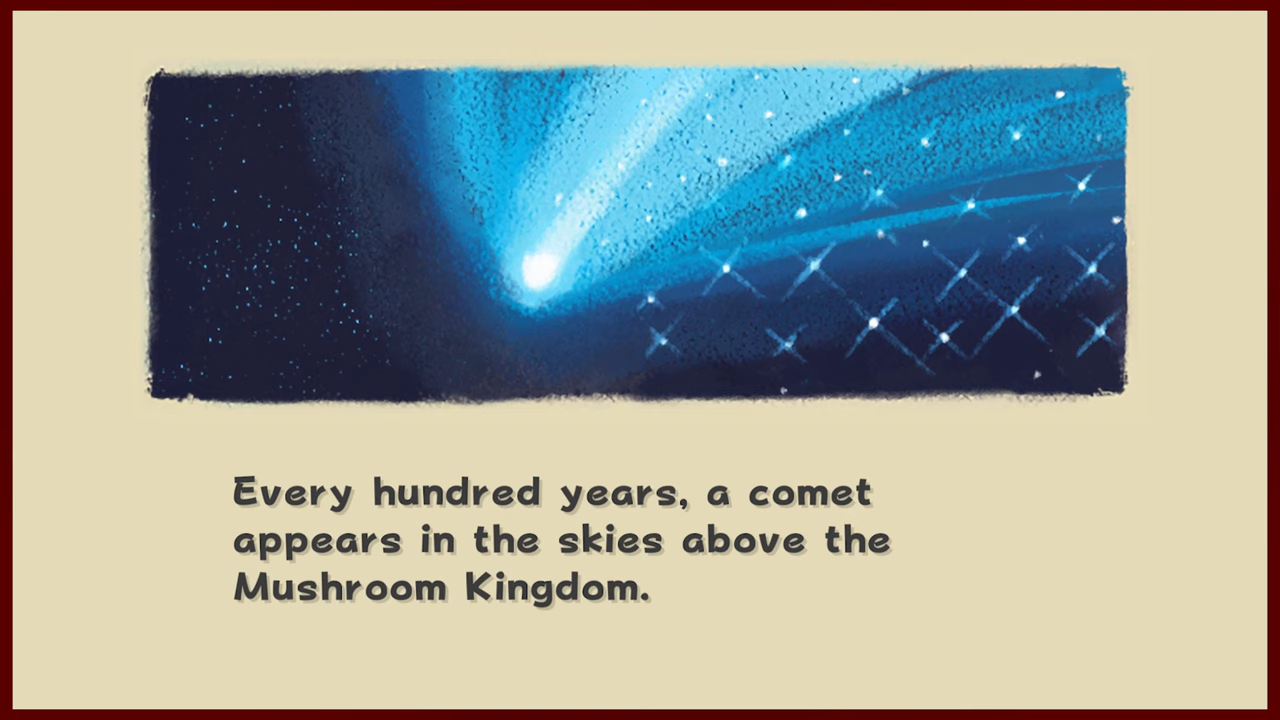 Every hundred years, a comet
appears in the skies above the
Mushroom Kingdom.